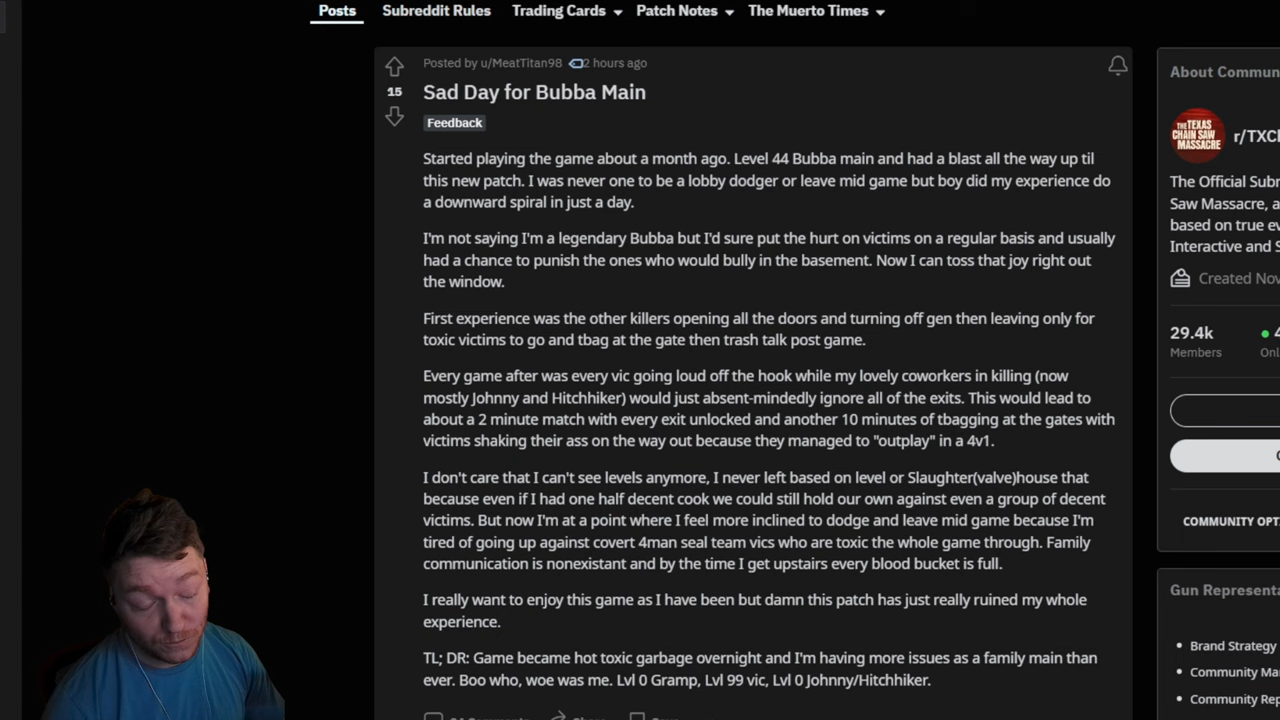 Posts Subreddit Rules Trading Cards Patch Notes The Muerto Times
Posted by u/MeatTitan98 2 hours ago
15
Sad Day for Bubba Main
Feedback
Started playing the game about a month ago. Level 44 Bubba main and had a blast all the way up til
this new patch. I was never one to be a lobby dodger or leave mid game but boy did my experience do
a downward spiral in just a day.
I'm not saying I'm a legendary Bubba but I'd sure put the hurt on victims on a regular basis and usually
had a chance to punish the ones who would bully in the basement. Now I can toss that joy right out
the window.
First experience was the other killers opening all the doors and turning off gen then leaving only for
toxic victims to go and tbag at the gate then trash talk post game.
Every game after was every vic going loud off the hook while my lovely coworkers in killing (now
mostly Johnny and Hitchhiker) would just absent-mindedly ignore all of the exits. This would lead to
about a 2 minute match with every exit unlocked and another 10 minutes of tbagging at the gates with
victims shaking their ass on the way out because they managed to "outplay" in a 4v1.
I don't care that I can't see levels anymore, I never left based on level or Slaughter(valve)house that
because even if I had one half decent cook we could still hold our own against even a group of decent
victims. But now I'm at a point where I feel more inclined to dodge and leave mid game because I'm
tired of going up against covert 4man seal team vics who are toxic the whole game through. Family
communication is nonexistant and by the time I get upstairs every blood bucket is full.
I really want to enjoy this game as I have been but damn this patch has just really ruined my whole
experience.
TL; DR: Game became hot toxic garbage overnight and I'm having more issues as a family main than
ever. Boo who, woe was me. Lvl 0 Gramp, Lvl 99 vic, Lvl 0 Johnny/Hitchhiker.
About Commun
THE TEXAS
CHAIN SAW
MASSACRE
r/TXCh
The Official Subr
Saw Massacre, a
based on true ev
Interactive and S
Created Nov
29.4k
Members
Onl
COMMUNITY OPT
Gun Representa
Brand Strategy
Community Ma
Community Rep